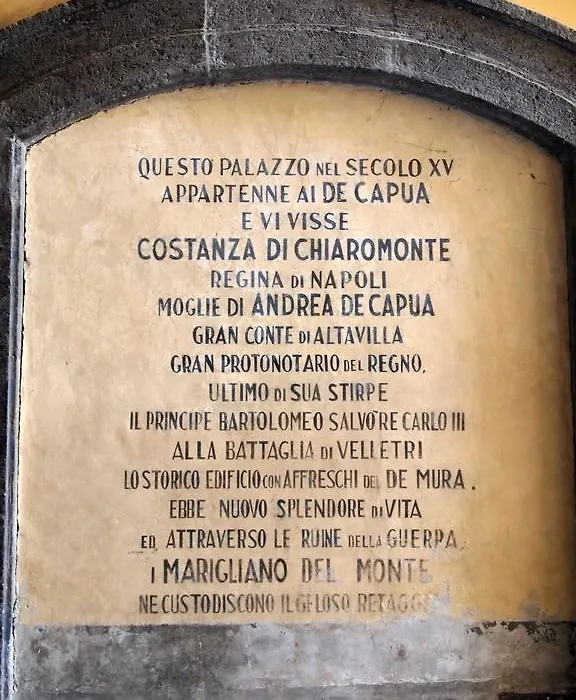 QUESTO PALAZZO NEL SECOLO XV
APPARTENNE AI DE CAPUA
E VI VISSE
COSTANZA DI CHIAROMONTE
REGINA DI NAPOLI
MOGLIE DI ANDREA DE CAPUA
GRAN CONTE DI ALTAVILLA
GRAN PROTONOTARIO DEL REGNO.
ULTIMO DI SUA STIRPE
IL PRINCIPE BARTOLOMEO SALVO' RE CARLO III
ALLA BATTAGLIA DI VELLETRI
LO STORICO EDIFICIO CON AFFRESCHI DEL DE MURA.
EBBE NUOVO SPLENDORE DI VITA
ED ATTRAVERSO LE RUINE DELLA GUERRA
I MARIGLIANO DEL MONTE
NE CUSTODISCONO IL GELOSO